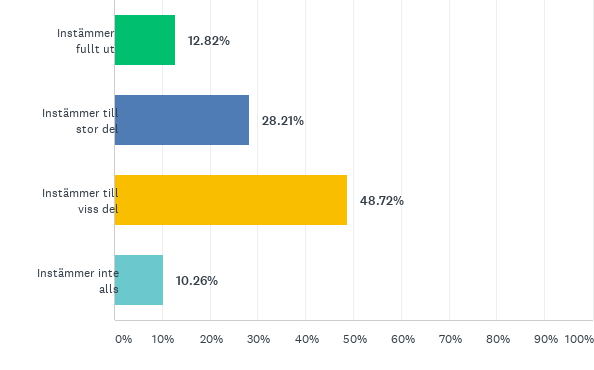 Instämmer
fullt ut
12.82%
Instämmer till
stor del
28.21%
Instämmer till
viss del
48.72%
Instämmer inte
alls
10.26%
0% 10% 20% 30% 40% 50% 60% 70% 80% 90% 100%